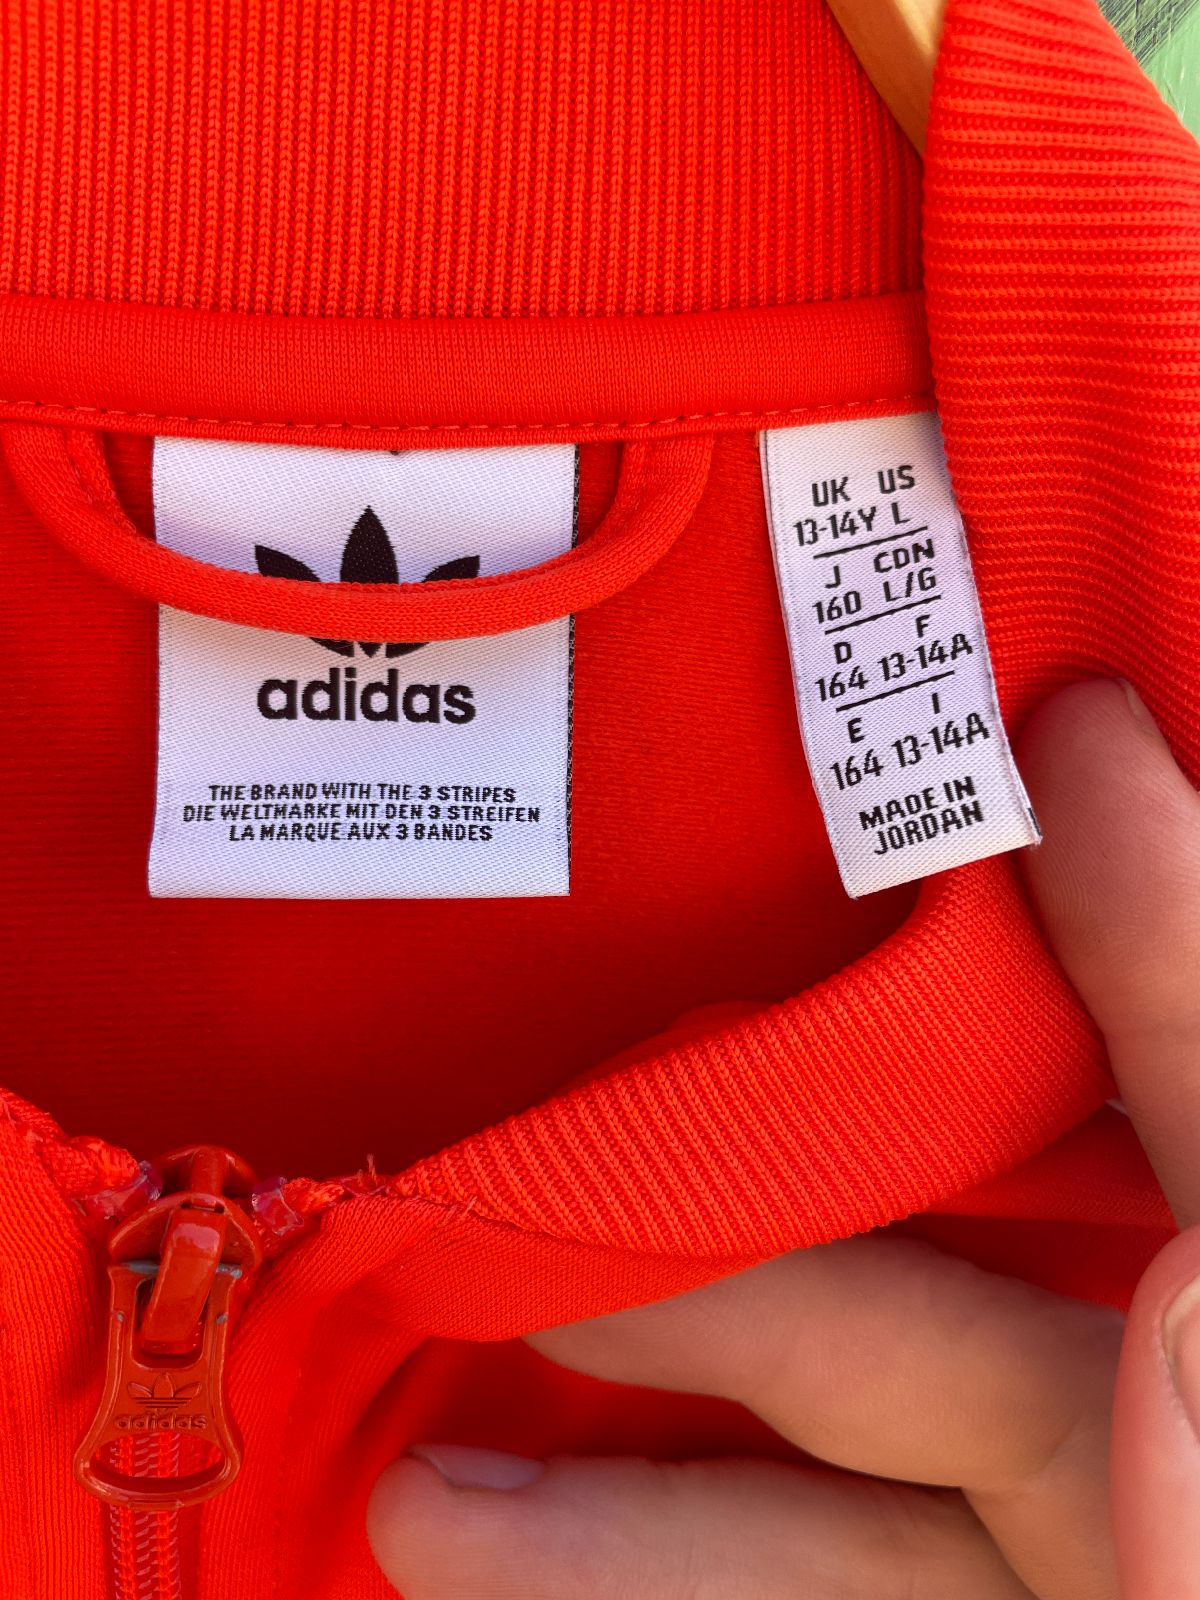 adidas
THE BRAND WITH THE 3 STRIPES
DIE WELTMARKE MIT DEN 3 STREIFEN
LA MARQUE AUX 3 BANDES
UK US
13-14Y L
J CDN
160 L/G
D F
164 13-14A
E I
164 13-14A
MADE IN
JORDAN
adidas